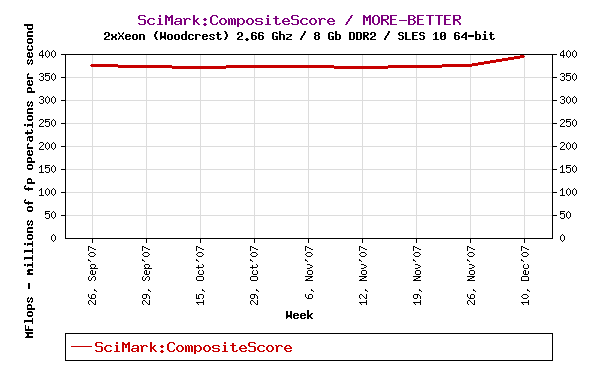 SciMark:CompositeScore / MORE-BETTER
2xXeon (Woodcrest) 2.66 Ghz / 8 Gb DDR2 / SLES 10 64-bit
MFlops - millions of fp operations per second
400
350
300
250
200
150
100
50
0
400
350
300
250
200
150
100
50
0
26, Sep'07
29, Sep'07
15, Oct'07
29, Oct'07
6, Nov'07
12, Nov'07
19, Nov'07
26, Nov'07
10, Dec'07
Week
SciMark:CompositeScore